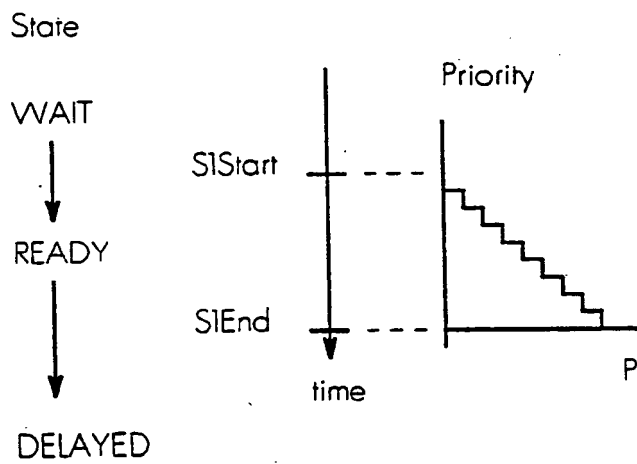 State
Priority
WAIT
S1Start
READY
S1End
P
time
DELAYED